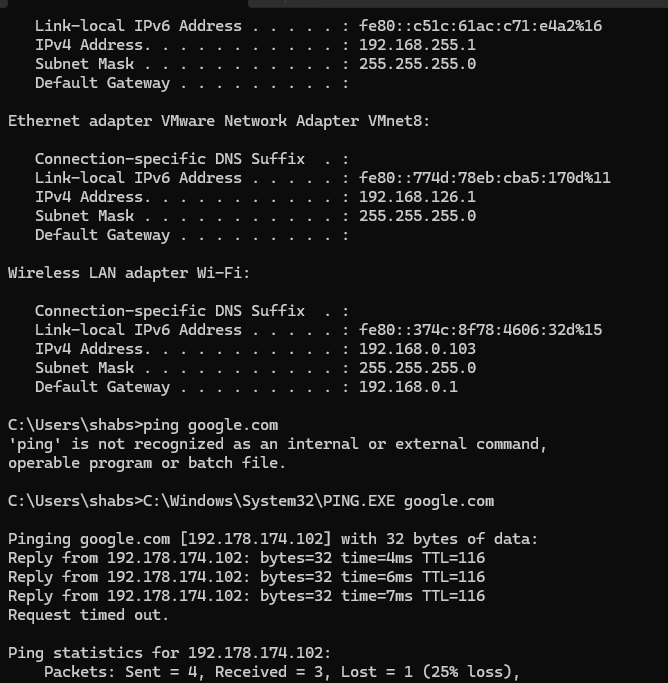 Link-local IPv6 Address . . . . . : fe80::c51c:61ac:c71:e4a2%16
IPv4 Address. . . . . . . . . . . : 192.168.255.1
Subnet Mask . . . . . . . . . . . : 255.255.255.0
Default Gateway . . . . . . . . . :
Ethernet adapter VMware Network Adapter VMnet8:
Connection-specific DNS Suffix  . :
Link-local IPv6 Address . . . . . : fe80::774d:78eb:cba5:170d%11
IPv4 Address. . . . . . . . . . . : 192.168.126.1
Subnet Mask . . . . . . . . . . . : 255.255.255.0
Default Gateway . . . . . . . . . :
Wireless LAN adapter Wi-Fi:
Connection-specific DNS Suffix  . :
Link-local IPv6 Address . . . . . : fe80::374c:8f78:4606:32d%15
IPv4 Address. . . . . . . . . . . : 192.168.0.103
Subnet Mask . . . . . . . . . . . : 255.255.255.0
Default Gateway . . . . . . . . . : 192.168.0.1
C:\Users\shabs>ping google.com
'ping' is not recognized as an internal or external command,
operable program or batch file.
C:\Users\shabs>C:\Windows\System32\PING.EXE google.com
Pinging google.com [192.178.174.102] with 32 bytes of data:
Reply from 192.178.174.102: bytes=32 time=4ms TTL=116
Reply from 192.178.174.102: bytes=32 time=6ms TTL=116
Reply from 192.178.174.102: bytes=32 time=7ms TTL=116
Request timed out.
Ping statistics for 192.178.174.102:
Packets: Sent = 4, Received = 3, Lost = 1 (25% loss),